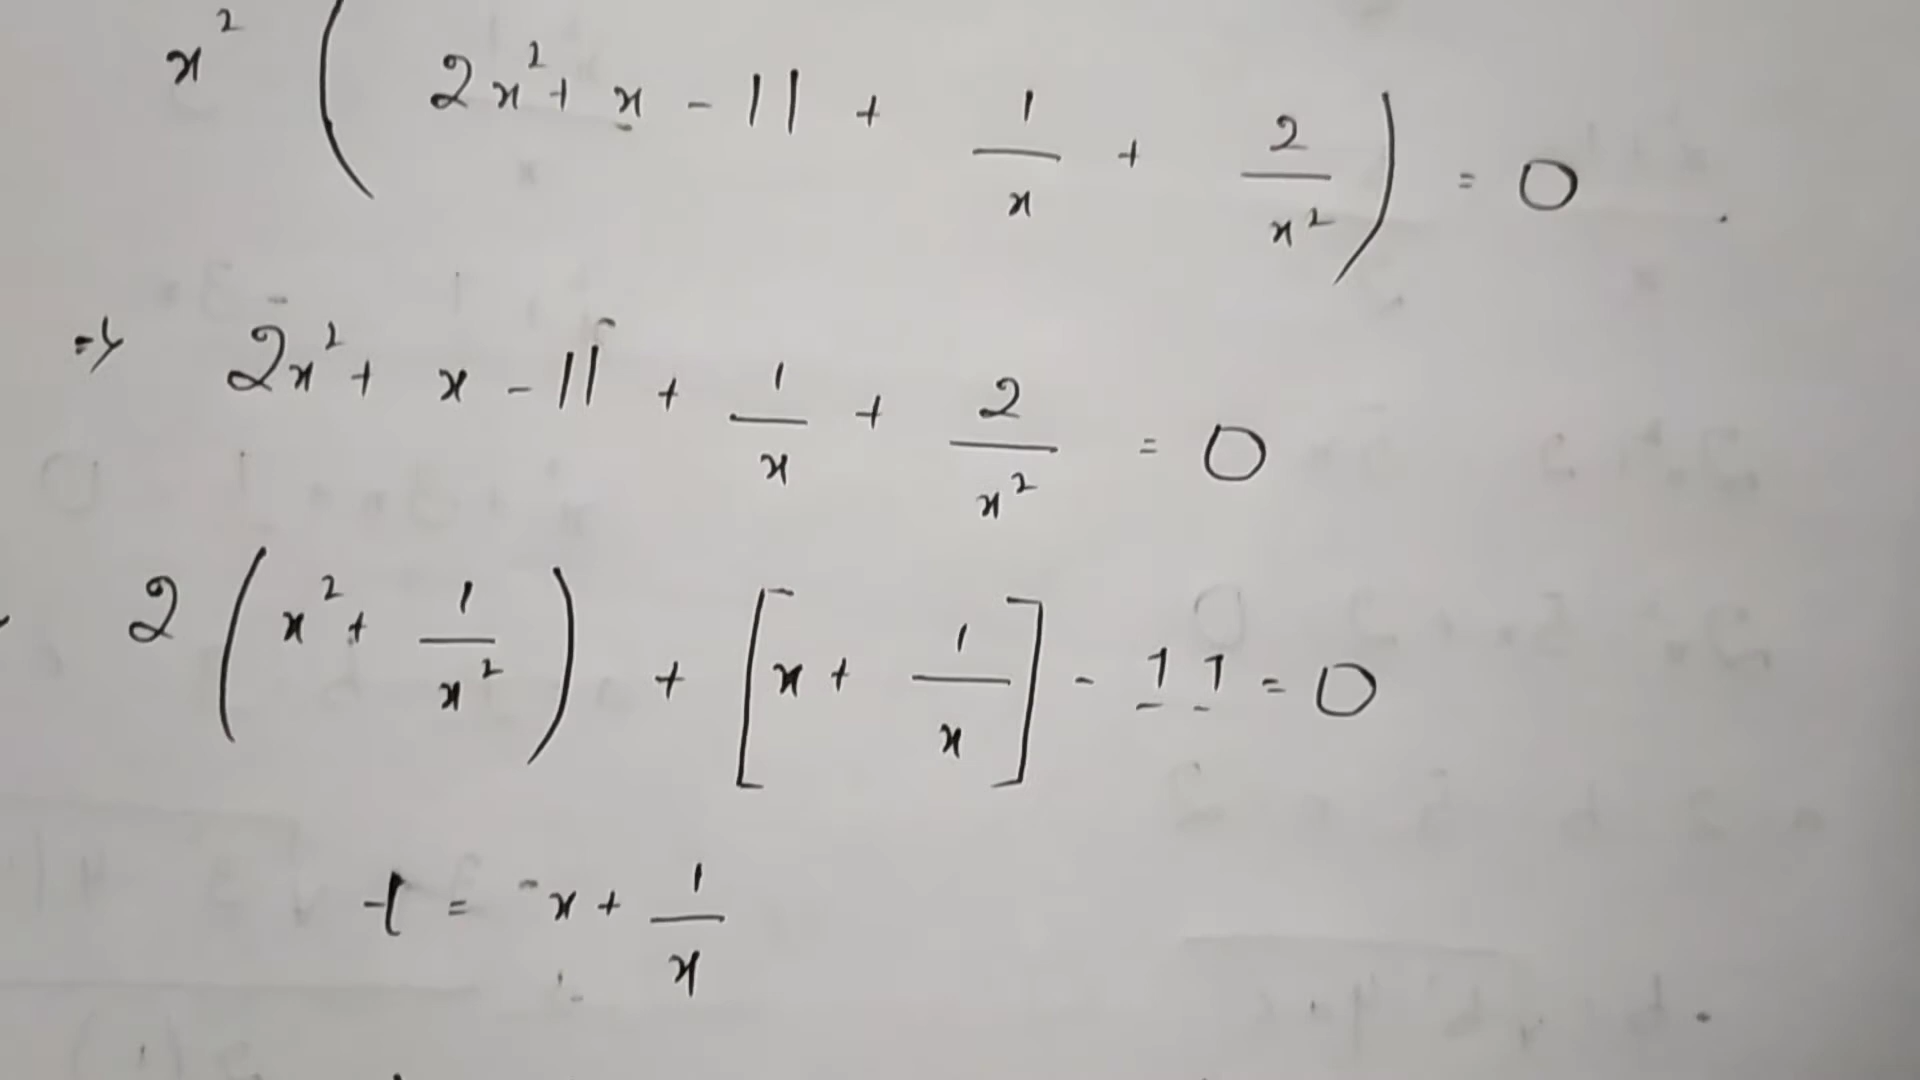 x² ( 2x² + x - 11 + 1/x + 2/x² ) = 0
⇒ 2x² + x - 11 + 1/x + 2/x² = 0
2 ( x² + 1/x² ) + [ x + 1/x ] - 11 = 0
t = x + 1/x